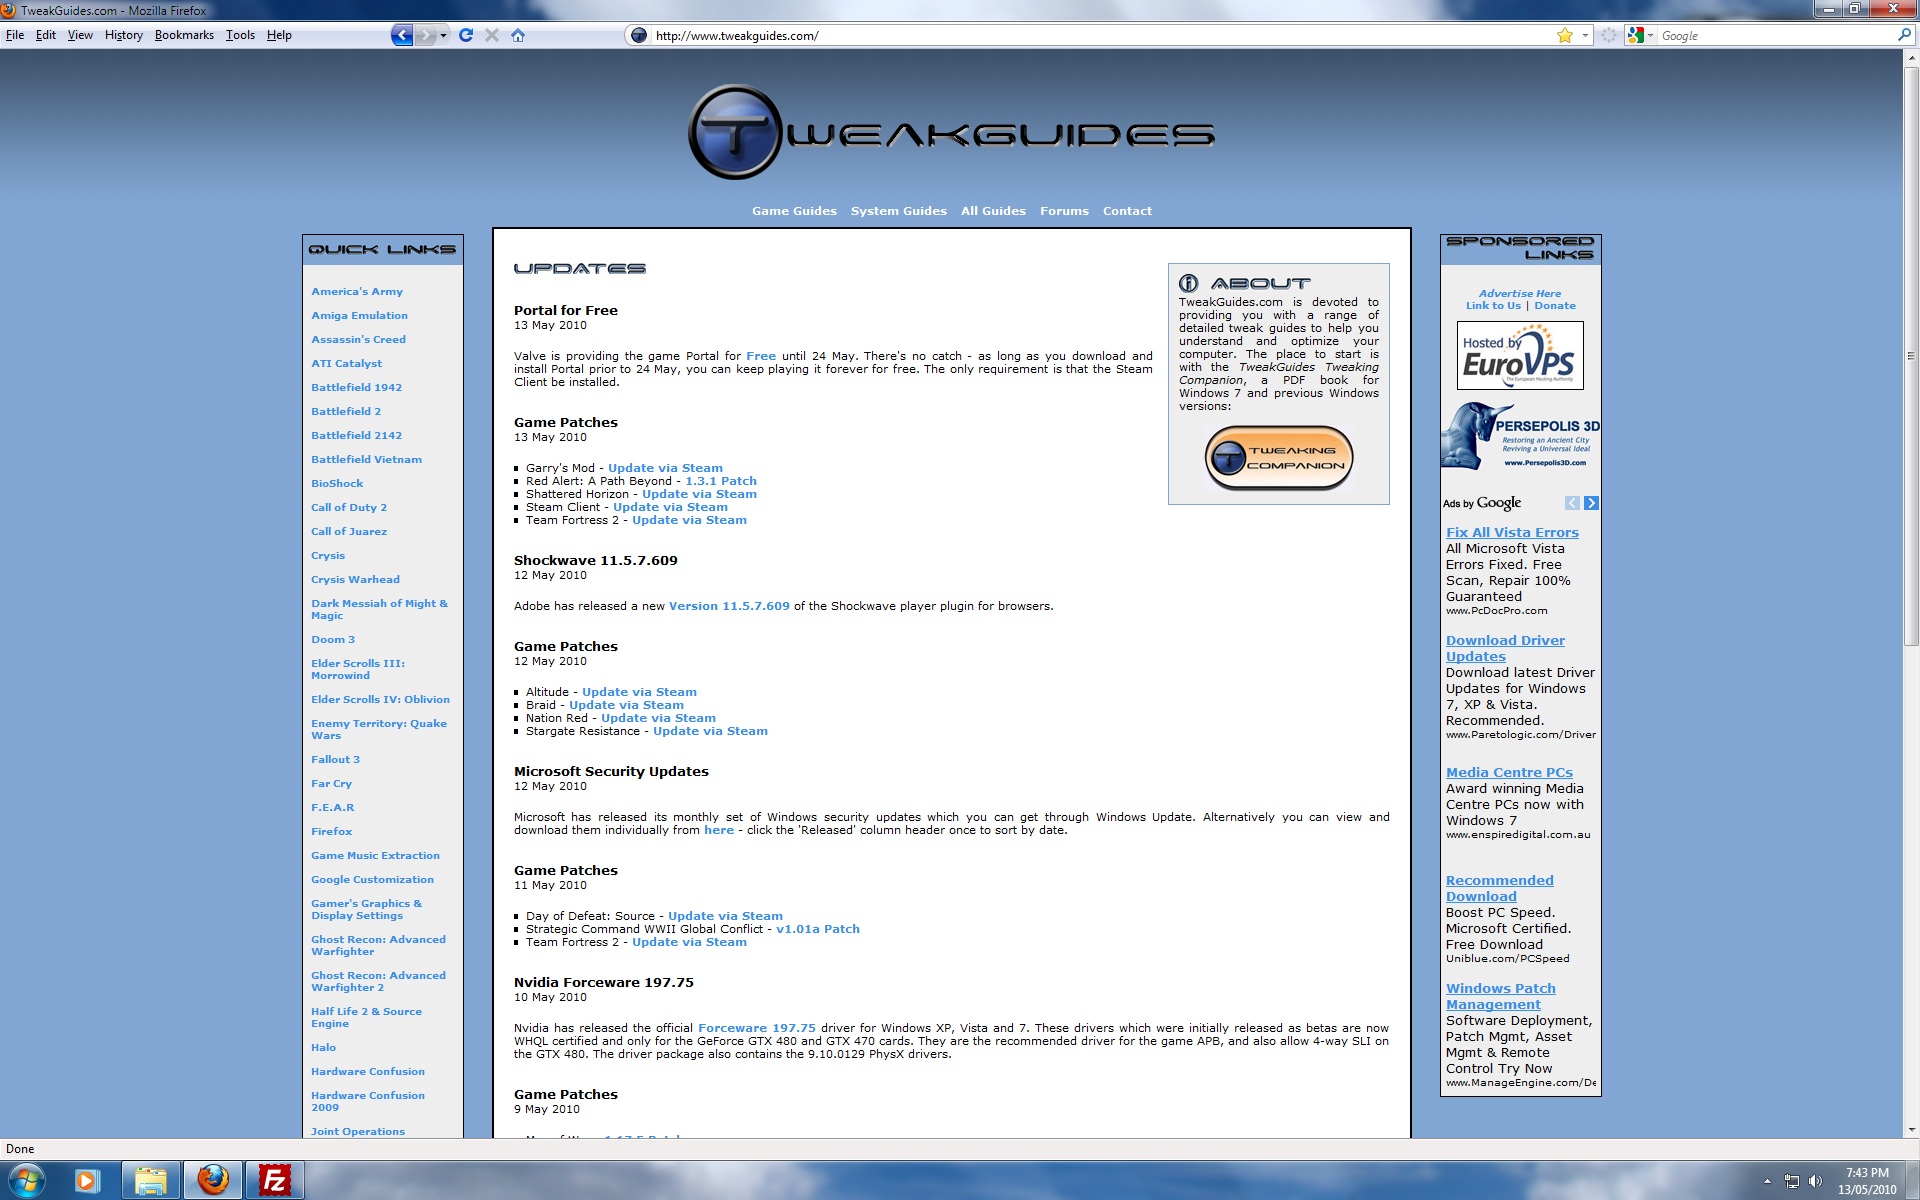 TweakGuides.com - Mozilla Firefox
File Edit View History Bookmarks Tools Help
http://www.tweakguides.com/
Google
TWEAKGUIDES
Game Guides System Guides All Guides Forums Contact
QUICK LINKS
America's Army
Amiga Emulation
Assassin's Creed
ATI Catalyst
Battlefield 1942
Battlefield 2
Battlefield 2142
Battlefield Vietnam
BioShock
Call of Duty 2
Call of Juarez
Crysis
Crysis Warhead
Dark Messiah of Might &
Magic
Doom 3
Elder Scrolls III:
Morrowind
Elder Scrolls IV: Oblivion
Enemy Territory: Quake
Wars
Fallout 3
Far Cry
F.E.A.R
Firefox
Game Music Extraction
Google Customization
Gamer's Graphics &
Display Settings
Ghost Recon: Advanced
Warfighter
Ghost Recon: Advanced
Warfighter 2
Half Life 2 & Source
Engine
Halo
Hardware Confusion
Hardware Confusion
2009
Joint Operations
UPDATES
Portal for Free
13 May 2010
Valve is providing the game Portal for Free until 24 May. There's no catch - as long as you download and
install Portal prior to 24 May, you can keep playing it forever for free. The only requirement is that the Steam
Client be installed.
Game Patches
13 May 2010
Garry's Mod - Update via Steam
Red Alert: A Path Beyond - 1.3.1 Patch
Shattered Horizon - Update via Steam
Steam Client - Update via Steam
Team Fortress 2 - Update via Steam
Shockwave 11.5.7.609
12 May 2010
Adobe has released a new Version 11.5.7.609 of the Shockwave player plugin for browsers.
Game Patches
12 May 2010
Altitude - Update via Steam
Braid - Update via Steam
Nation Red - Update via Steam
Stargate Resistance - Update via Steam
Microsoft Security Updates
12 May 2010
Microsoft has released its monthly set of Windows security updates which you can get through Windows Update. Alternatively you can view and
download them individually from here - click the 'Released' column header once to sort by date.
Game Patches
11 May 2010
Day of Defeat: Source - Update via Steam
Strategic Command WWII Global Conflict - v1.01a Patch
Team Fortress 2 - Update via Steam
Nvidia Forceware 197.75
10 May 2010
Nvidia has released the official Forceware 197.75 driver for Windows XP, Vista and 7. These drivers which were initially released as betas are now
WHQL certified and only for the GeForce GTX 480 and GTX 470 cards. They are the recommended driver for the game APB, and also allow 4-way SLI on
the GTX 480. The driver package also contains the 9.10.0129 PhysX drivers.
Game Patches
9 May 2010
ABOUT
TweakGuides.com is devoted to
providing you with a range of
detailed tweak guides to help you
understand and optimize your
computer. The place to start is
with the TweakGuides Tweaking
Companion, a PDF book for
Windows 7 and previous Windows
versions:
TWEAKING
COMPANION
SPONSORED
LINKS
Advertise Here
Link to Us | Donate
Hosted by
EuroVPS
The European Hosting Authority
PERSEPOLIS 3D
Restoring an Ancient City
Reviving a Universal Ideal
www.Persepolis3D.com
Ads by Google
Fix All Vista Errors
All Microsoft Vista
Errors Fixed. Free
Scan, Repair 100%
Guaranteed
www.PcDocPro.com
Download Driver
Updates
Download latest Driver
Updates for Windows
7, XP & Vista.
Recommended.
www.Paretologic.com/Driver
Media Centre PCs
Award winning Media
Centre PCs now with
Windows 7
www.enspiredigital.com.au
Recommended
Download
Boost PC Speed.
Microsoft Certified.
Free Download
Uniblue.com/PCSpeed
Windows Patch
Management
Software Deployment,
Patch Mgmt, Asset
Mgmt & Remote
Control Try Now
www.ManageEngine.com/De
Done
Fz
7:43 PM
13/05/2010